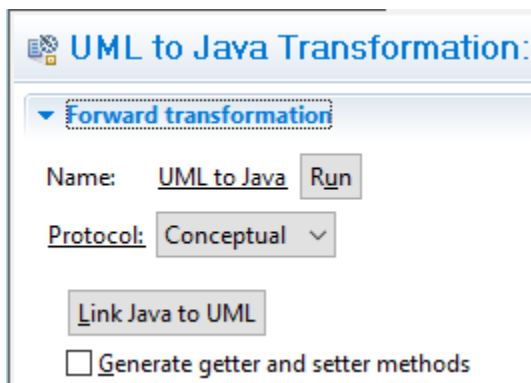 UML to Java Transformation:
Forward transformation
Name: UML to Java Run
Protocol: Conceptual
Link Java to UML
Generate getter and setter methods